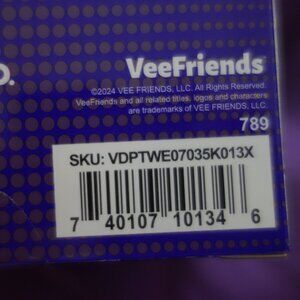 D.
VeeFriends
©2024 VEE FRIENDS, LLC. All Rights Reserved.
VeeFriends and all related titles, logos and characters
are trademarks of VEE FRIENDS, LLC.
789
SKU: VDPTWE07035K013X
7 40107 10134 6